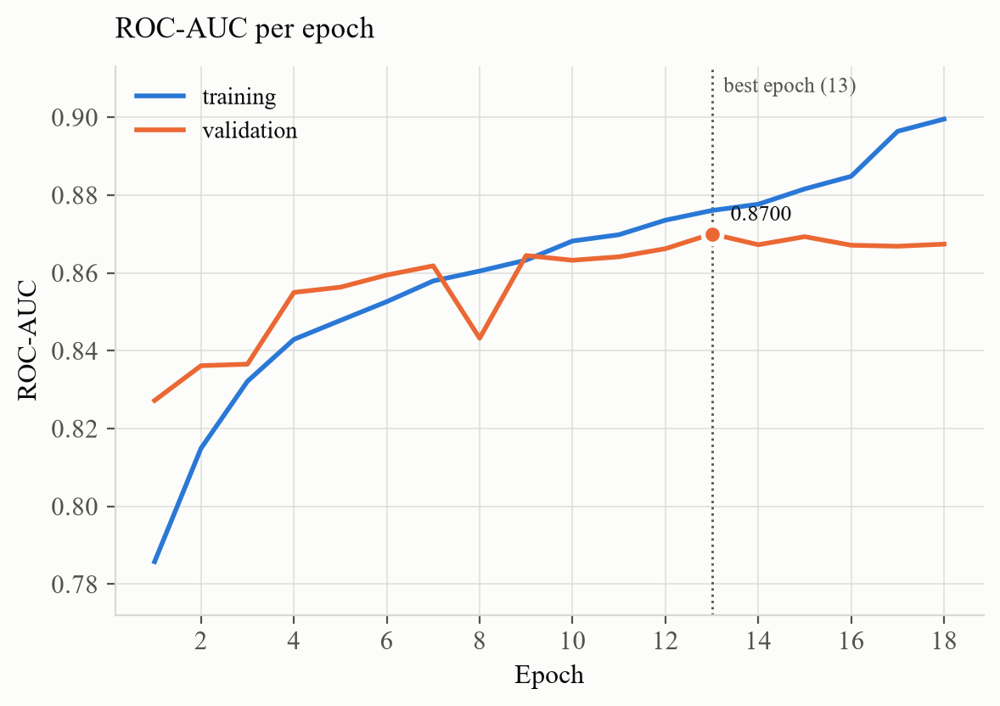 ROC-AUC per epoch
training
validation
best epoch (13)
0.8700
ROC-AUC
0.90
0.88
0.86
0.84
0.82
0.80
0.78
2 4 6 8 10 12 14 16 18
Epoch